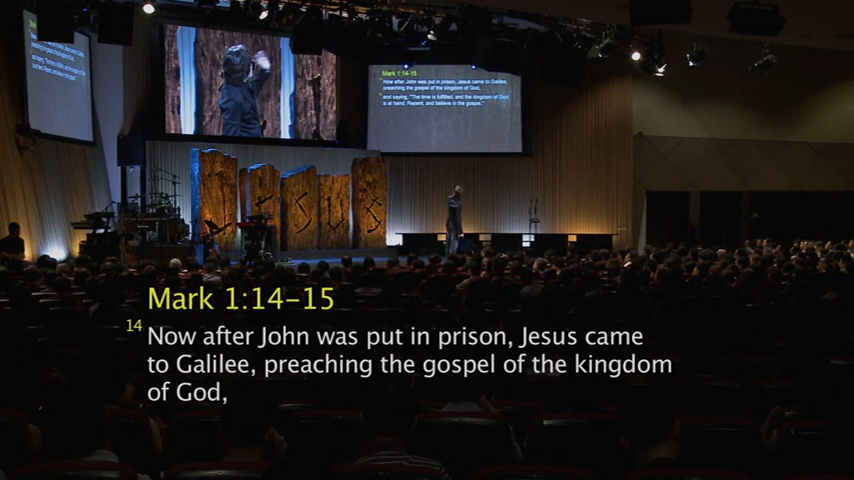 Mark 1:14-15
Now after John was put in prison, Jesus came to Galilee,
preaching the gospel of the kingdom of God,
and saying, "The time is fulfilled, and the kingdom of God
is at hand. Repent, and believe in the gospel."
JESUS
Mark 1:14–15
14 Now after John was put in prison, Jesus came
to Galilee, preaching the gospel of the kingdom
of God,